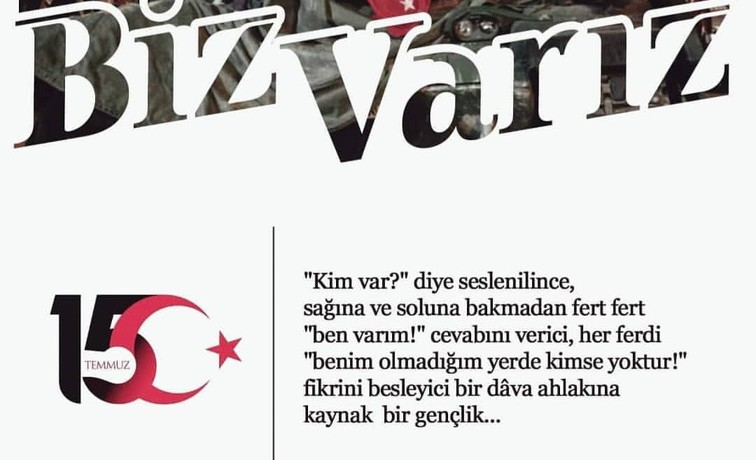 Biz Varız
15
TEMMUZ
"Kim var?" diye seslenilince,
sağına ve soluna bakmadan fert fert
"ben varım!" cevabını verici, her ferdi
"benim olmadığım yerde kimse yoktur!"
fikrini besleyici bir dâva ahlakına
kaynak  bir gençlik...